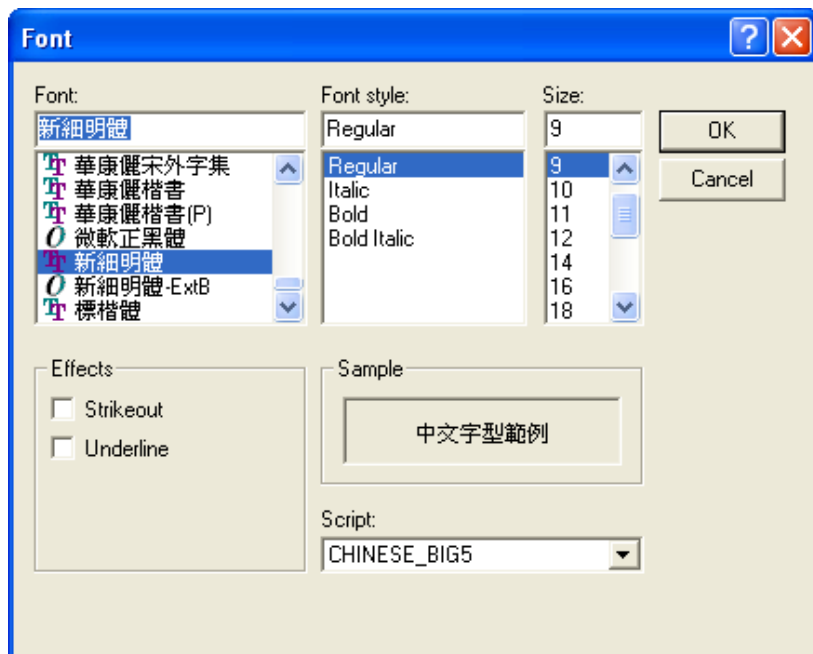 Font
Font:
新細明體
華康儷宋外字集
華康儷楷書
華康儷楷書(P)
微軟正黑體
新細明體
新細明體-ExtB
標楷體
Font style:
Regular
Regular
Italic
Bold
Bold Italic
Size:
9
9
10
11
12
14
16
18
OK
Cancel
Effects
Strikeout
Underline
Sample
中文字型範例
Script:
CHINESE_BIG5